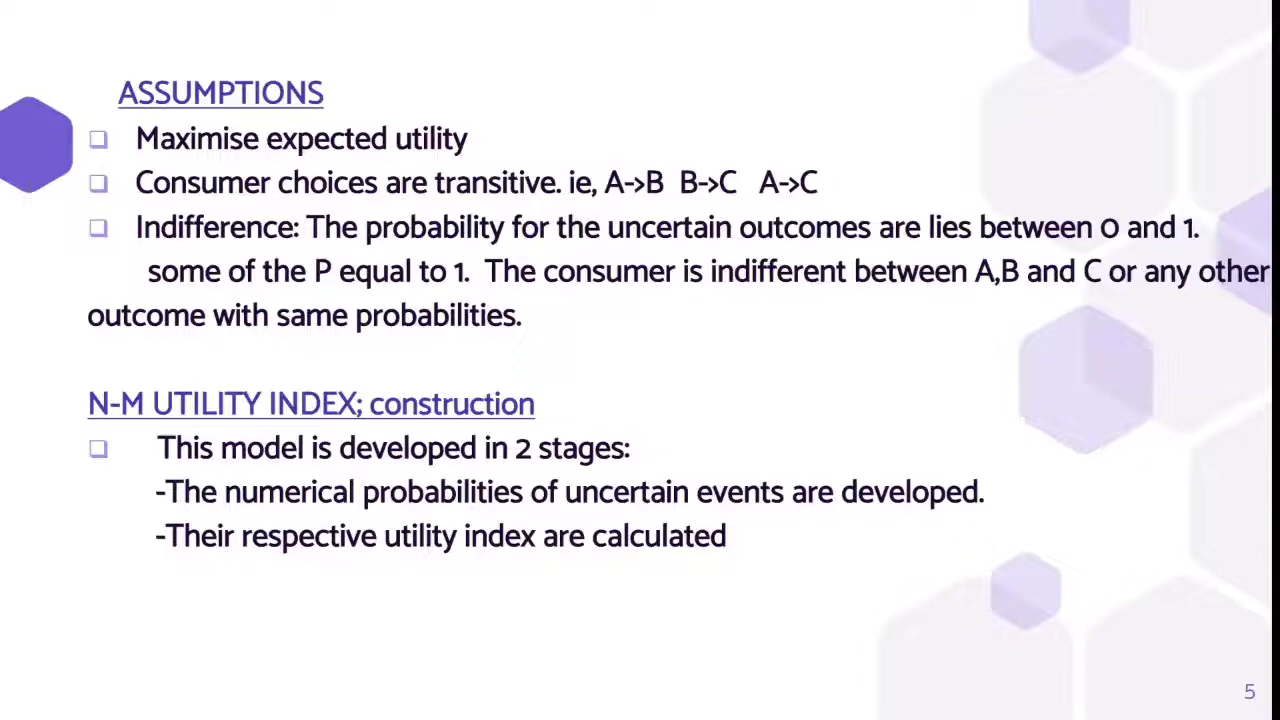 ASSUMPTIONS
❑ Maximise expected utility
❑ Consumer choices are transitive. ie, A->B B->C A->C
❑ Indifference: The probability for the uncertain outcomes are lies between 0 and 1.
some of the P equal to 1. The consumer is indifferent between A,B and C or any other
outcome with same probabilities.
N-M UTILITY INDEX; construction
❑ This model is developed in 2 stages:
-The numerical probabilities of uncertain events are developed.
-Their respective utility index are calculated
5